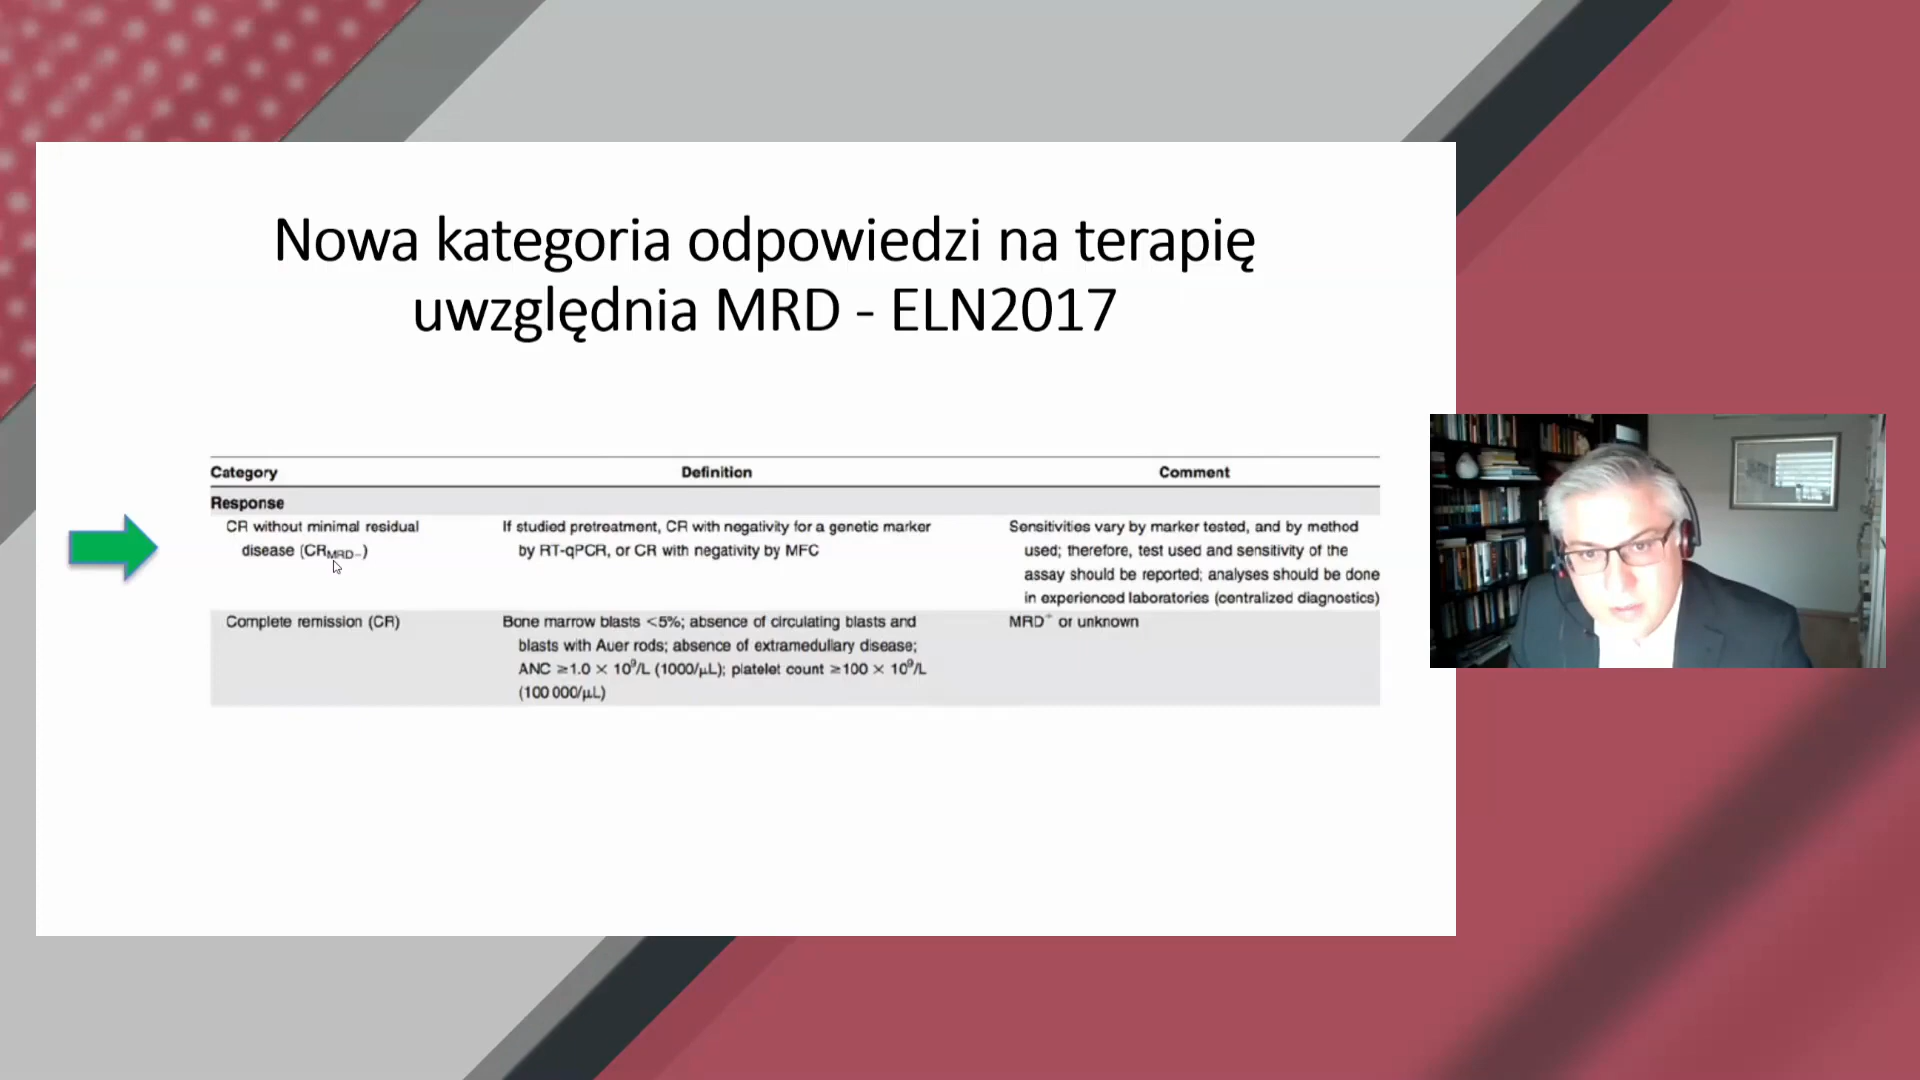 Nowa kategoria odpowiedzi na terapię
uwzględnia MRD - ELN2017
Category Definition Comment
Response
CR without minimal residual
disease (CRMRD−)
If studied pretreatment, CR with negativity for a genetic marker
by RT-qPCR, or CR with negativity by MFC
Sensitivities vary by marker tested, and by method
used; therefore, test used and sensitivity of the
assay should be reported; analyses should be done
in experienced laboratories (centralized diagnostics)
Complete remission (CR)
Bone marrow blasts <5%; absence of circulating blasts and
blasts with Auer rods; absence of extramedullary disease;
ANC ≥1.0 × 10⁹/L (1000/μL); platelet count ≥100 × 10⁹/L
(100 000/μL)
MRD⁺ or unknown